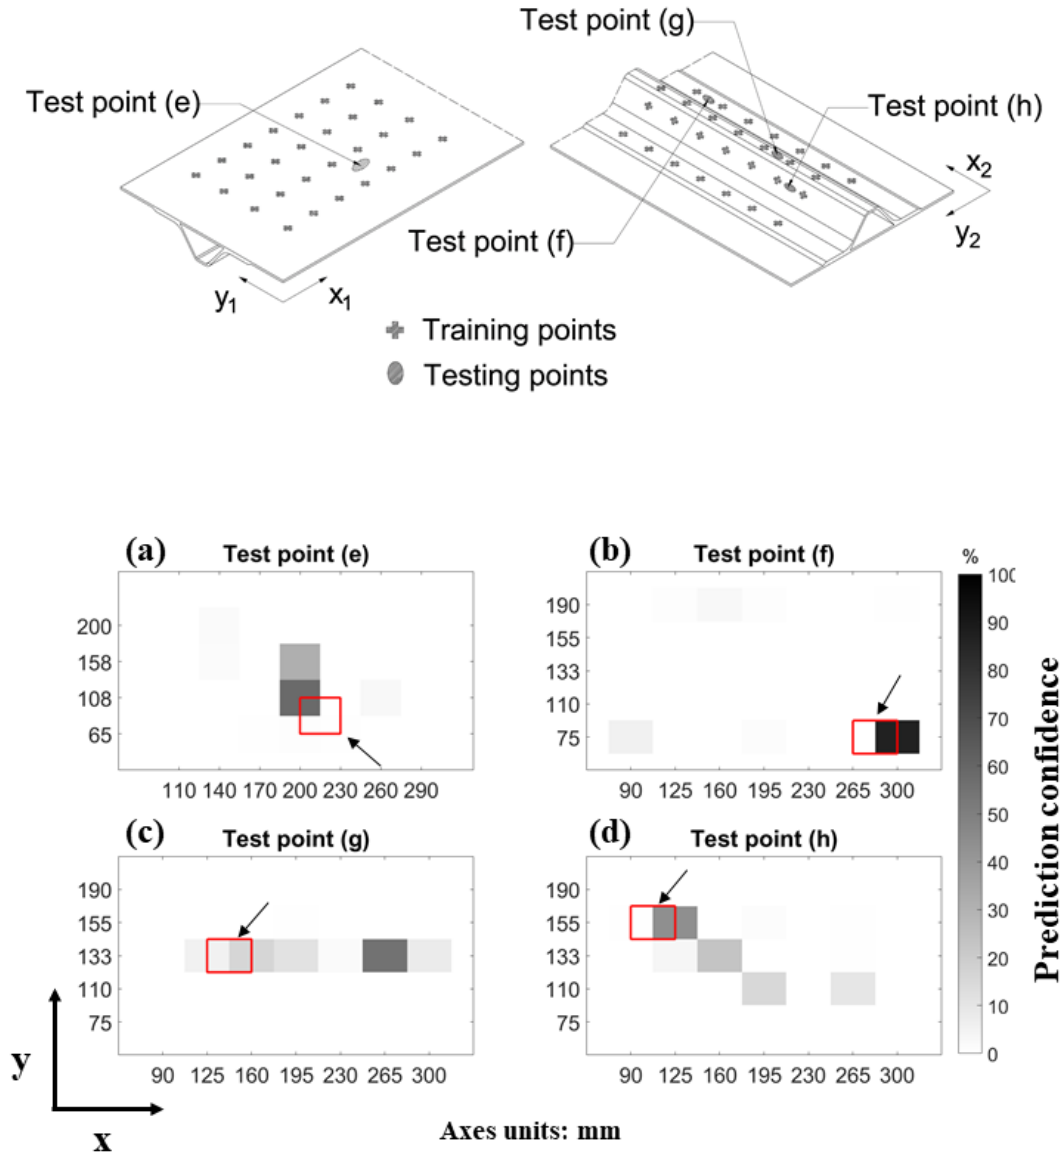 Test point (g)
Test point (e)
Test point (h)
x2
y2
Test point (f)
y1
x1
Training points
Testing points
(a)
Test point (e)
200
158
108
65
110 140 170 200 230 260 290
(b)
Test point (f)
190
155
133
110
75
90 125 160 195 230 265 300
%
100
90
80
70
60
50
40
30
20
10
0
Prediction confidence
(c)
Test point (g)
190
155
133
110
75
90 125 160 195 230 265 300
(d)
Test point (h)
190
155
133
110
75
90 125 160 195 230 265 300
y
x
Axes units: mm